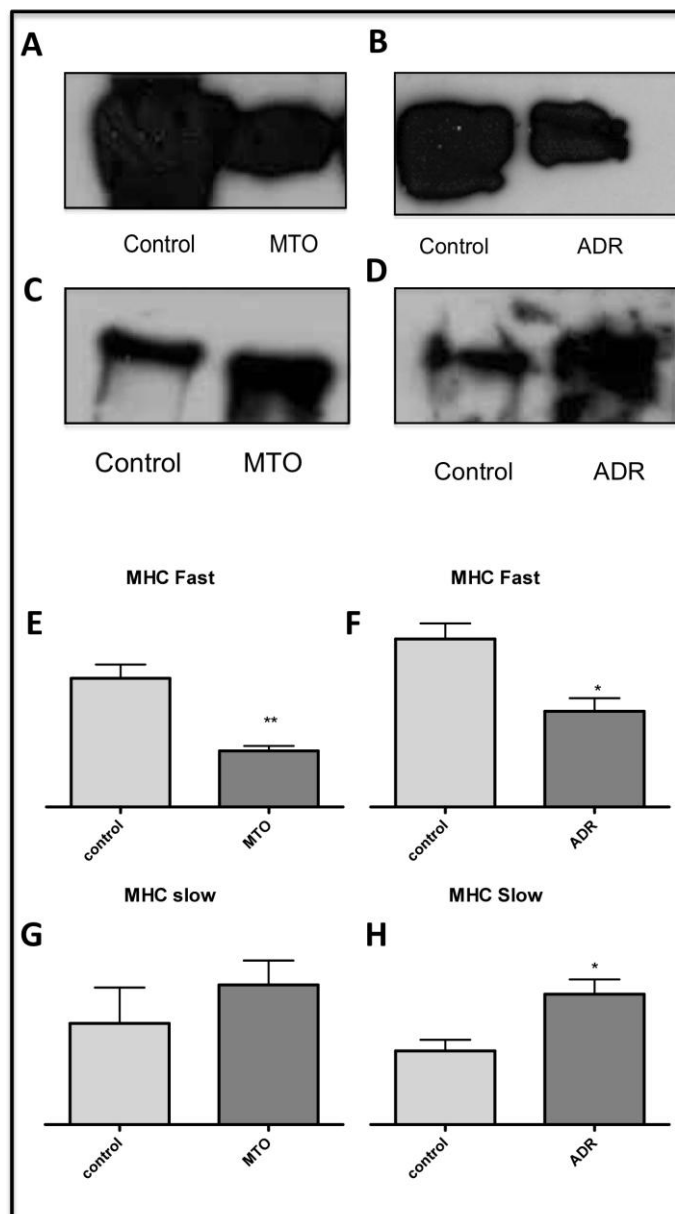 A
B
Control MTO
Control ADR
C
D
Control MTO
Control ADR
MHC Fast
MHC Fast
E
F
**
*
control
MTO
control
ADR
MHC slow
MHC Slow
G
H
*
control
MTO
control
ADR